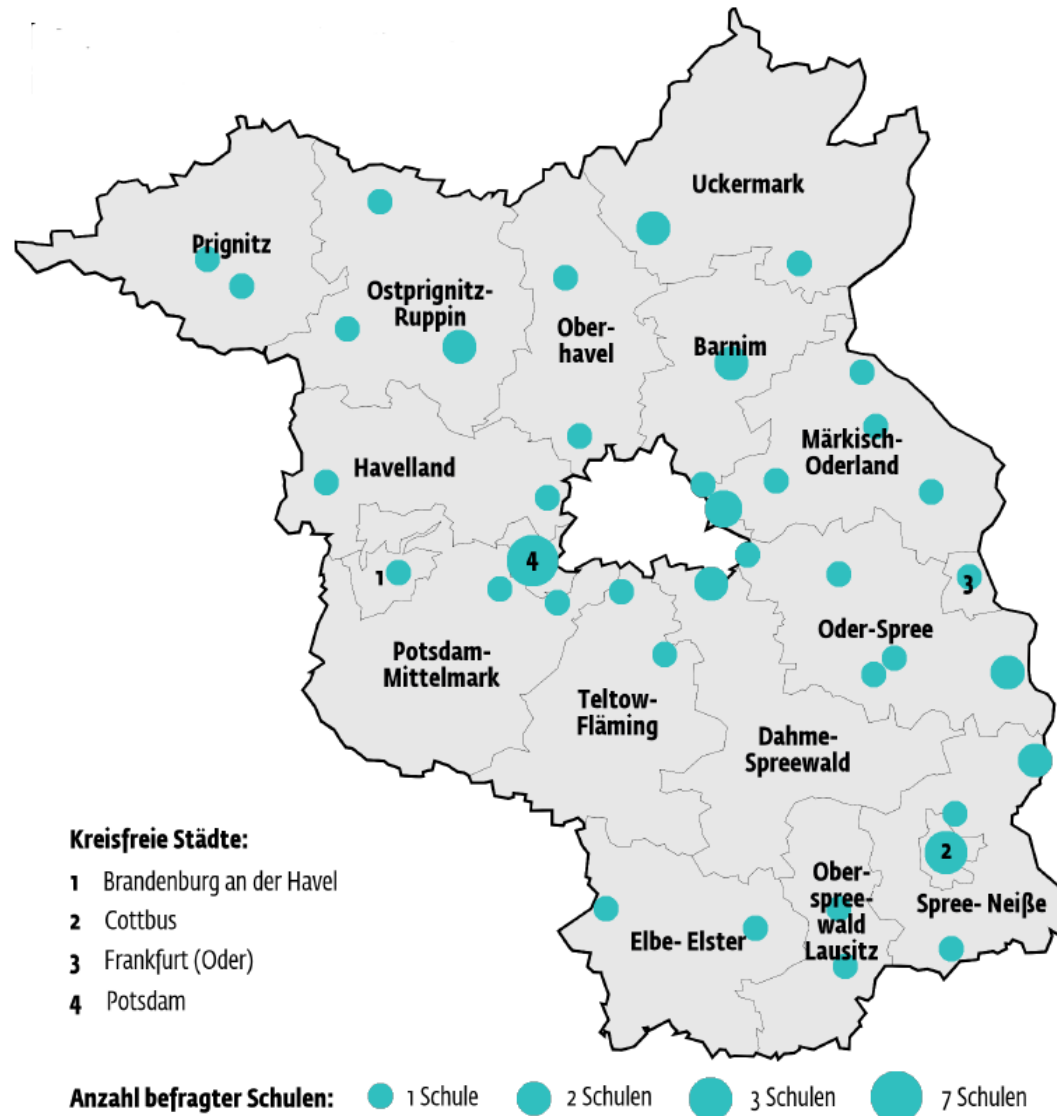 Uckermark
Prignitz
Ostprignitz-
Ruppin
Ober-
havel
Barnim
Märkisch-
Oderland
Havelland
4
1
3
Oder-Spree
Potsdam-
Mittelmark
Teltow-
Fläming
Dahme-
Spreewald
Kreisfreie Städte:
1 Brandenburg an der Havel
2 Cottbus
3 Frankfurt (Oder)
4 Potsdam
2
Ober-
spree-
wald
Lausitz
Spree- Neiße
Elbe- Elster
Anzahl befragter Schulen: 1 Schule 2 Schulen 3 Schulen 7 Schulen